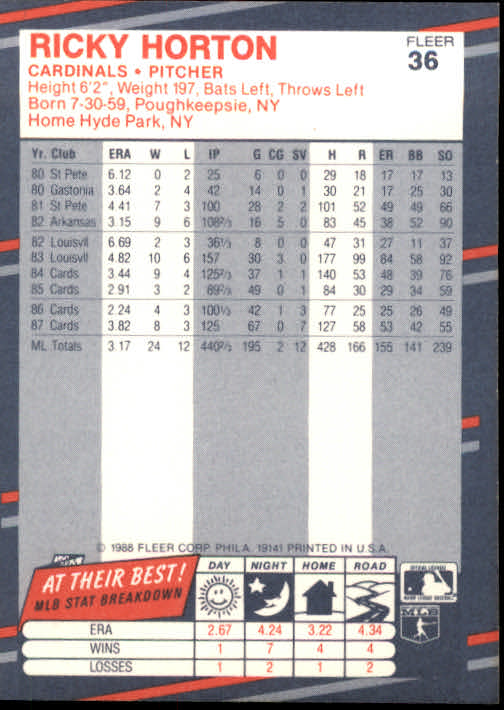 RICKY HORTON
FLEER
36
CARDINALS • PITCHER
Height 6'2", Weight 197, Bats Left, Throws Left
Born 7-30-59, Poughkeepsie, NY
Home Hyde Park, NY
Yr. Club ERA W L IP G CG SV H R ER BB SO
80 St Pete 6.12 0 2 25 6 0 0 29 18 17 17 13
80 Gastonia 3.64 2 4 42 14 0 1 30 21 17 25 30
81 St Pete 4.41 7 3 100 28 2 2 101 52 49 49 66
82 Arkansas 3.15 9 6 108⅔ 16 5 0 83 45 38 52 90
82 Louisvil 6.69 2 3 36⅓ 8 0 0 47 31 27 11 37
83 Louisvil 4.82 10 6 157 30 3 0 177 99 84 58 92
84 Cards 3.44 9 4 125⅔ 37 1 1 140 53 48 39 76
85 Cards 2.91 3 2 89⅔ 49 0 1 84 30 29 34 59
86 Cards 2.24 4 3 100⅓ 42 1 3 77 25 25 26 49
87 Cards 3.82 8 3 125 67 0 7 127 58 53 42 55
ML Totals 3.17 24 12 440⅔ 195 2 12 428 166 155 141 239
© 1988 FLEER CORP. PHILA. 19141 PRINTED IN U.S.A.
AT THEIR BEST!
MLB STAT BREAKDOWN
DAY NIGHT HOME ROAD
ERA 2.67 4.24 3.22 4.34
WINS 1 7 4 4
LOSSES 1 2 1 2
MLB